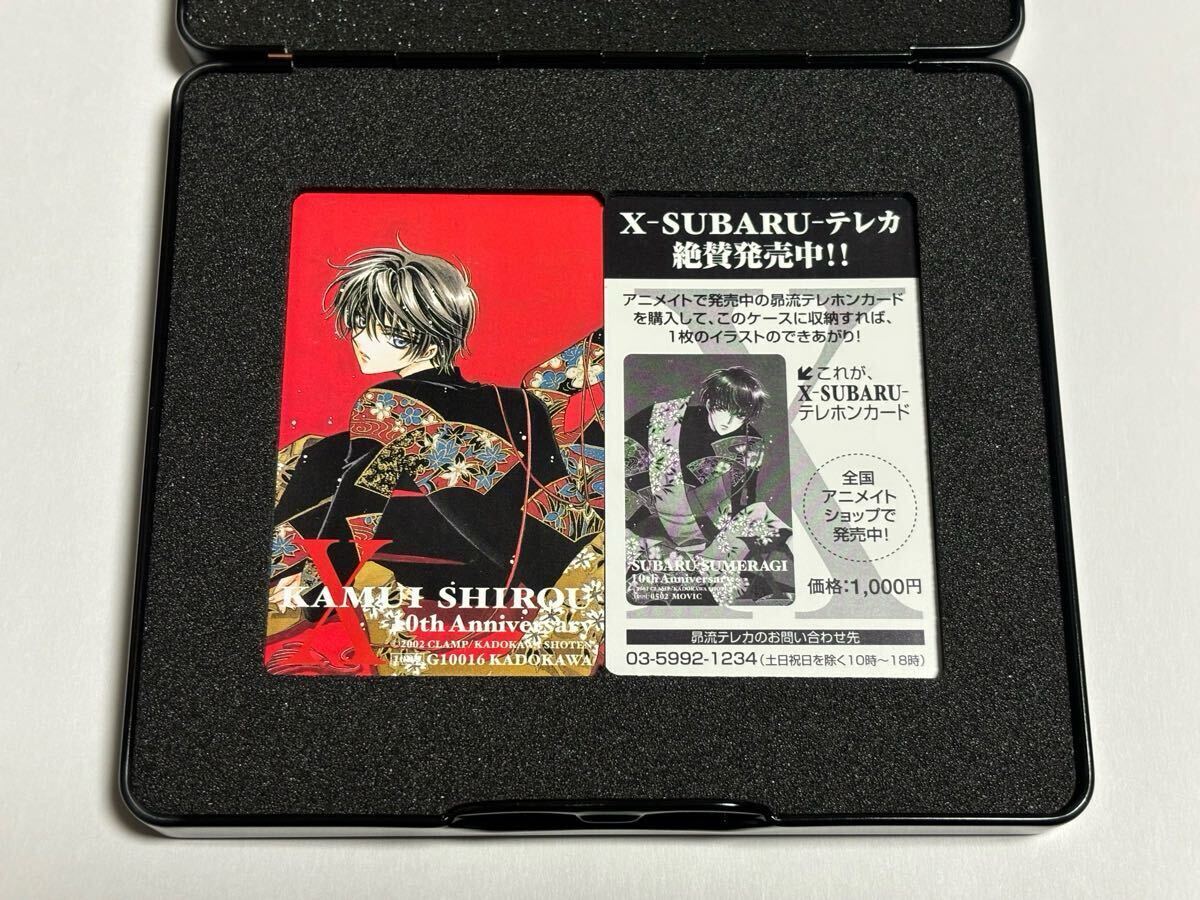 X
KAMUI SHIROU
10th Anniversary
©2002 CLAMP/KADOKAWA SHOTEN
G10016 KADOKAWA
X-SUBARU-テレカ
絶賛発売中!!
アニメイトで発売中の昴流テレホンカード
を購入して、このケースに収納すれば、
1枚のイラストのできあがり!
これが、
X-SUBARU-
テレホンカード
SUBARU SUMERAGI
10th Anniversary
MOVIC
全国
アニメイト
ショップで
発売中!
価格:1,000円
昴流テレカのお問い合わせ先
03-5992-1234(土日祝日を除く10時〜18時)